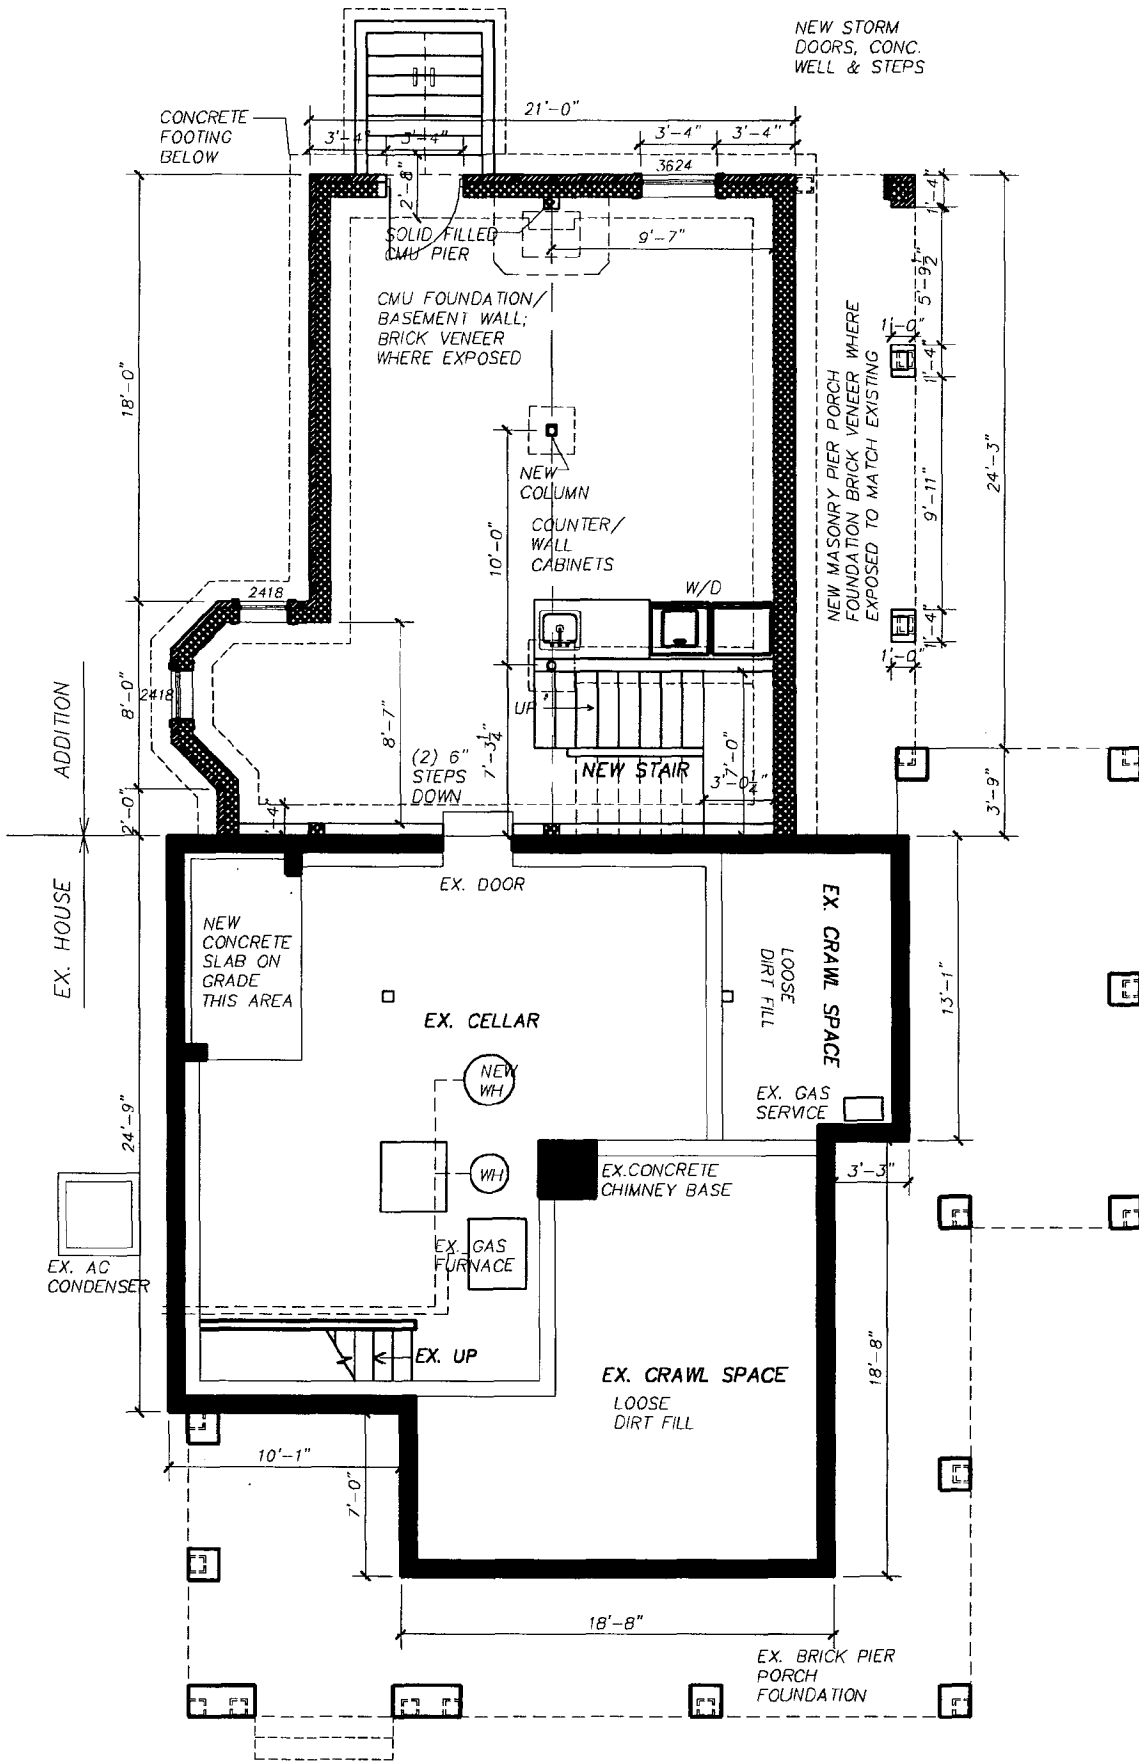 NEW STORM
DOORS, CONC.
WELL & STEPS
CONCRETE
FOOTING
BELOW
21'-0"
3'-4"
3'-4"
3'-4"
3'-4"
3624
2'-8"
1'-4"
SOLID FILLED
CMU PIER
9'-7"
5'-9 1/2"
CMU FOUNDATION/
BASEMENT WALL;
BRICK VENEER
WHERE EXPOSED
1'-0"
1'-4"
18'-0"
NEW MASONRY PIER PORCH
FOUNDATION BRICK VENEER WHERE
EXPOSED TO MATCH EXISTING
24'-3"
9'-11"
NEW
COLUMN
10'-0"
COUNTER/
WALL
CABINETS
W/D
2418
1'-4"
1'-0"
ADDITION
8'-0"
2418
8'-7"
UP
7'-3 1/4"
(2) 6"
STEPS
DOWN
NEW STAIR
7'-0"
3'-0 1/4"
3'-9"
2'-0"
EX. HOUSE
EX. DOOR
NEW
CONCRETE
SLAB ON
GRADE
THIS AREA
EX. CRAWL SPACE
LOOSE
DIRT FILL
13'-1"
EX. CELLAR
NEW
WH
EX. GAS
SERVICE
24'-9"
WH
EX.CONCRETE
CHIMNEY BASE
3'-3"
EX. AC
CONDENSER
EX. GAS
FURNACE
EX. UP
EX. CRAWL SPACE
LOOSE
DIRT FILL
18'-8"
10'-1"
7'-0"
18'-8"
EX. BRICK PIER
PORCH
FOUNDATION